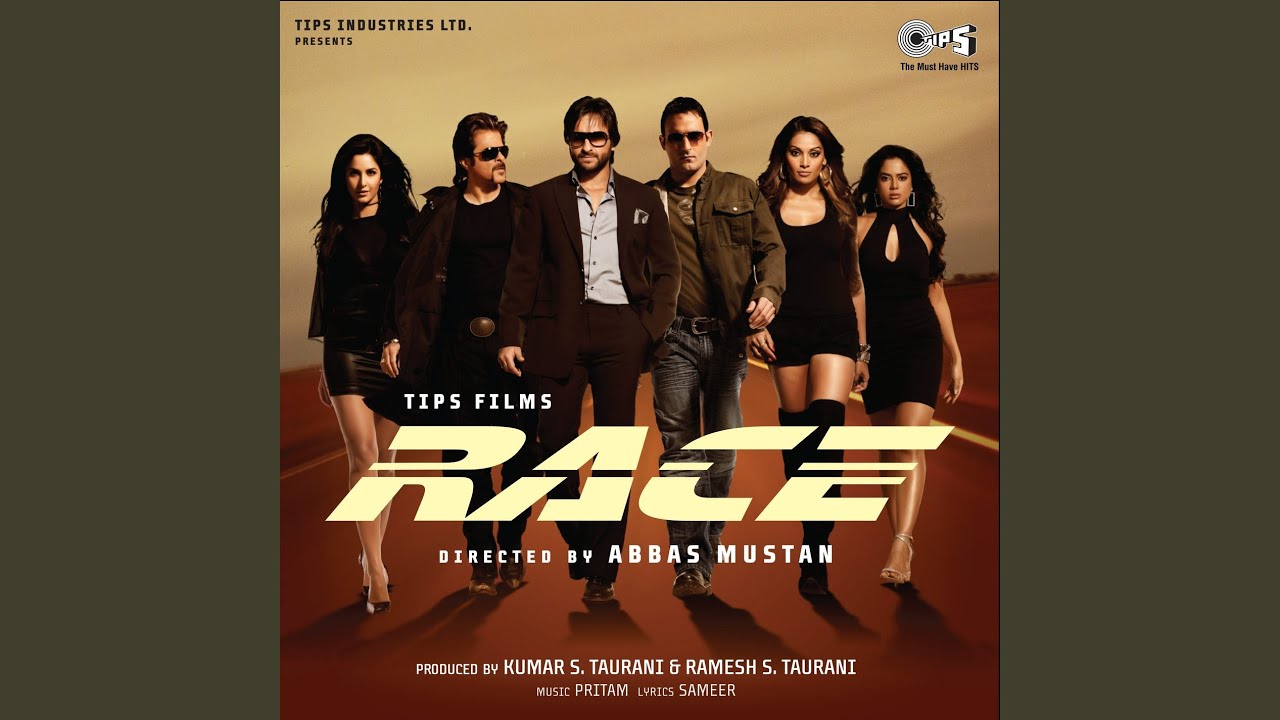 TIPS INDUSTRIES LTD.
PRESENTS
TIPS
The Must Have HITS
TIPS FILMS
RACE
DIRECTED BY ABBAS MUSTAN
PRODUCED BY KUMAR S. TAURANI & RAMESH S. TAURANI
MUSIC PRITAM LYRICS SAMEER